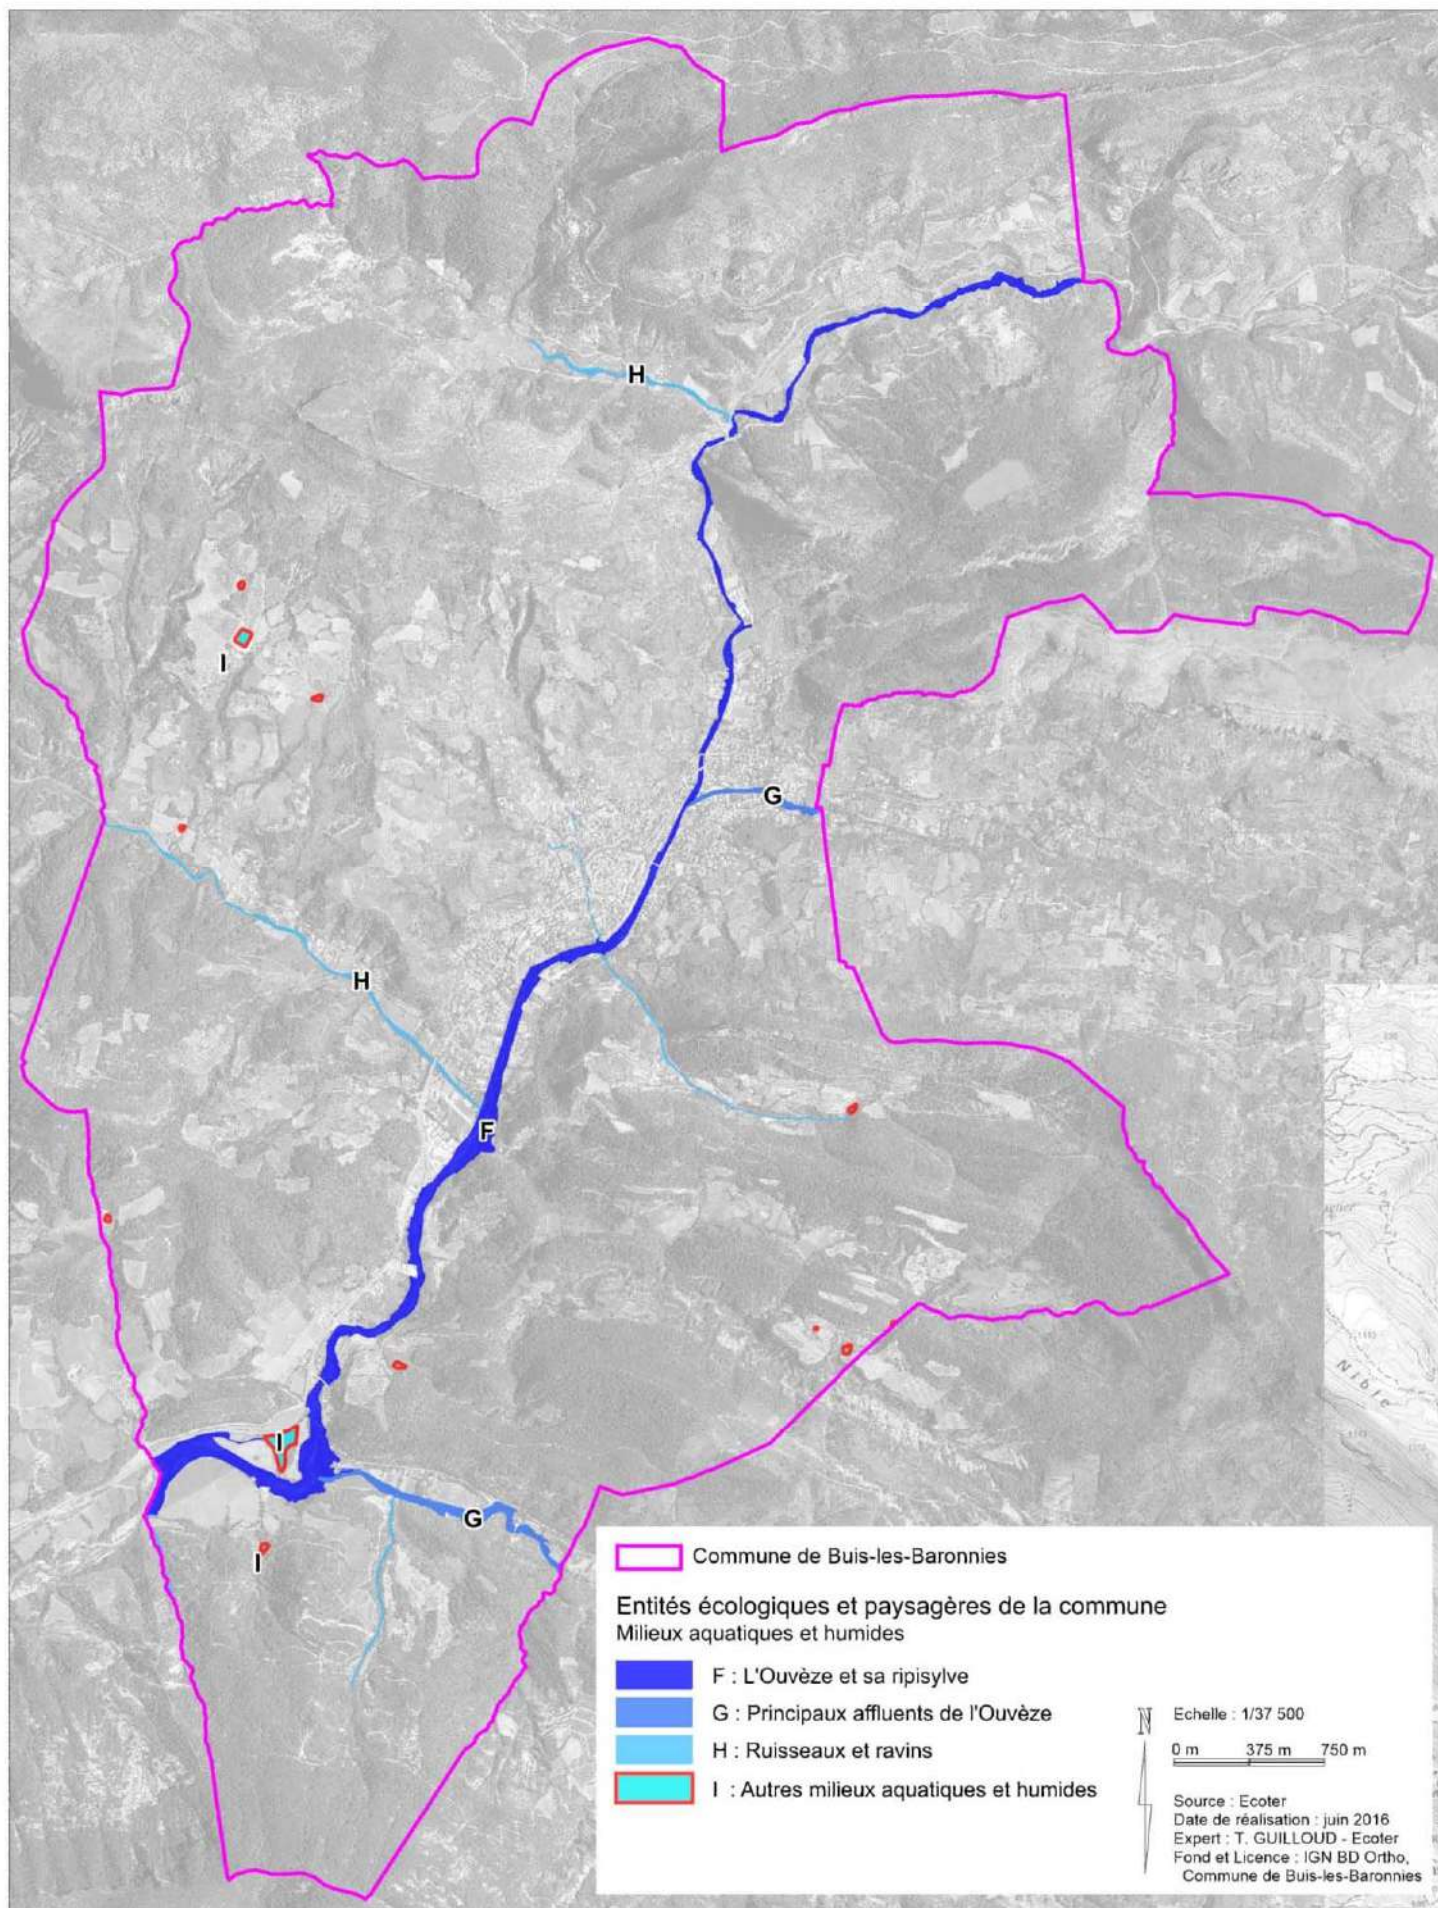 H
I
G
H
F
I
G
I
Nible
Commune de Buis-les-Baronnies
Entités écologiques et paysagères de la commune
Milieux aquatiques et humides
F : L'Ouvèze et sa ripisylve
G : Principaux affluents de l'Ouvèze
H : Ruisseaux et ravins
I : Autres milieux aquatiques et humides
N
Echelle : 1/37 500
0 m 375 m 750 m
Source : Ecoter
Date de réalisation : juin 2016
Expert : T. GUILLOUD - Ecoter
Fond et Licence : IGN BD Ortho,
Commune de Buis-les-Baronnies